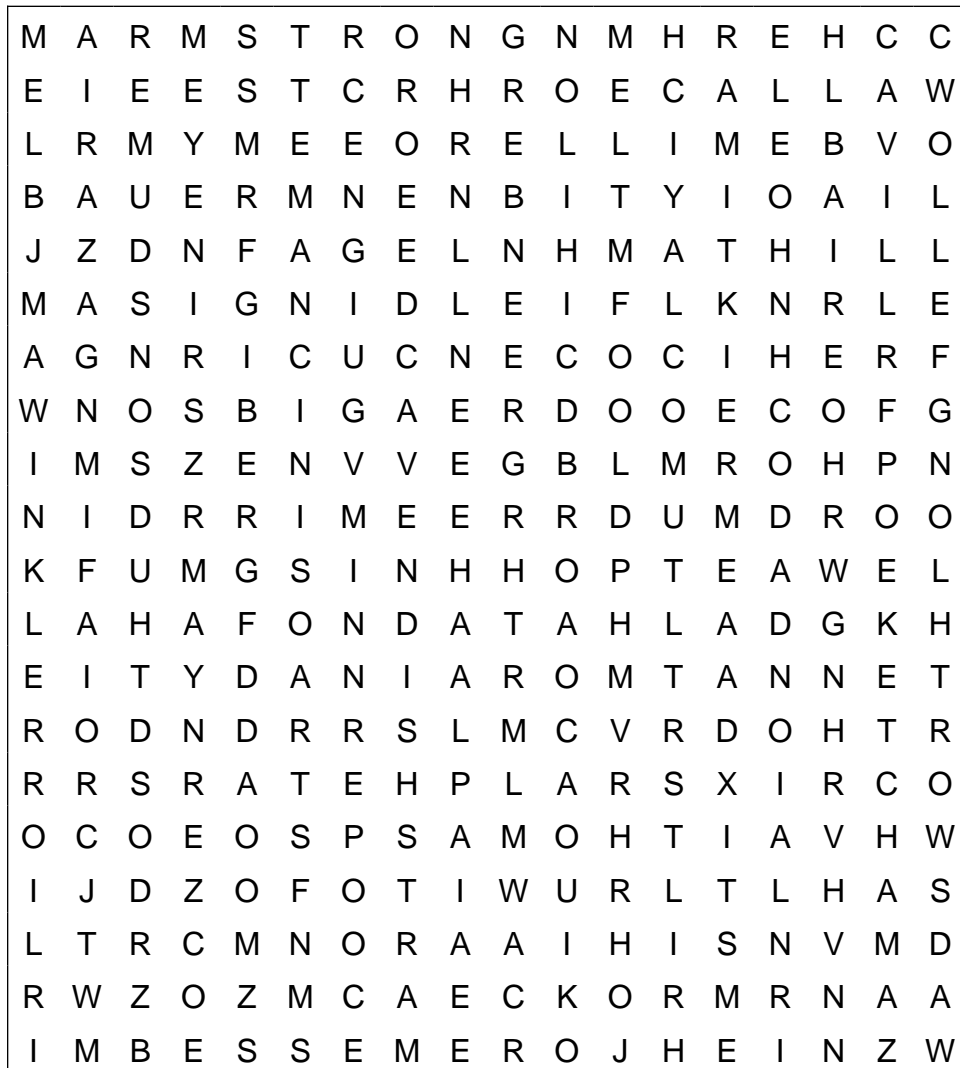 M A R M S T R O N G N M H R E H C C
E I E E S T C R H R O E C A L L A W
L R M Y M E E O R E L L I M E B V O
B A U E R M N E N B I T Y I O A I L
J Z D N F A G E L N H M A T H I L L
M A S I G N I D L E I F L K N R L E
A G N R I C U C N E C O C I H E R F
W N O S B I G A E R D O O E C O F G
I M S Z E N V V E G B L M R O H P N
N I D R R I M E E R R D U M D R O O
K F U M G S I N H H O P T E A W E L
L A H A F O N D A T A H L A D G K H
E I T Y D A N I A R O M T A N N E T
R O D N D R R S L M C V R D O H T R
R R S R A T E H P L A R S X I R C O
O C O E O S P S A M O H T I A V H W
I J D Z O F O T I W U R L T L H A S
L T R C M N O R A A I H I S N V M D
R W Z O Z M C A E C K O R M R N A A
I M B E S S E M E R O J H E I N Z W